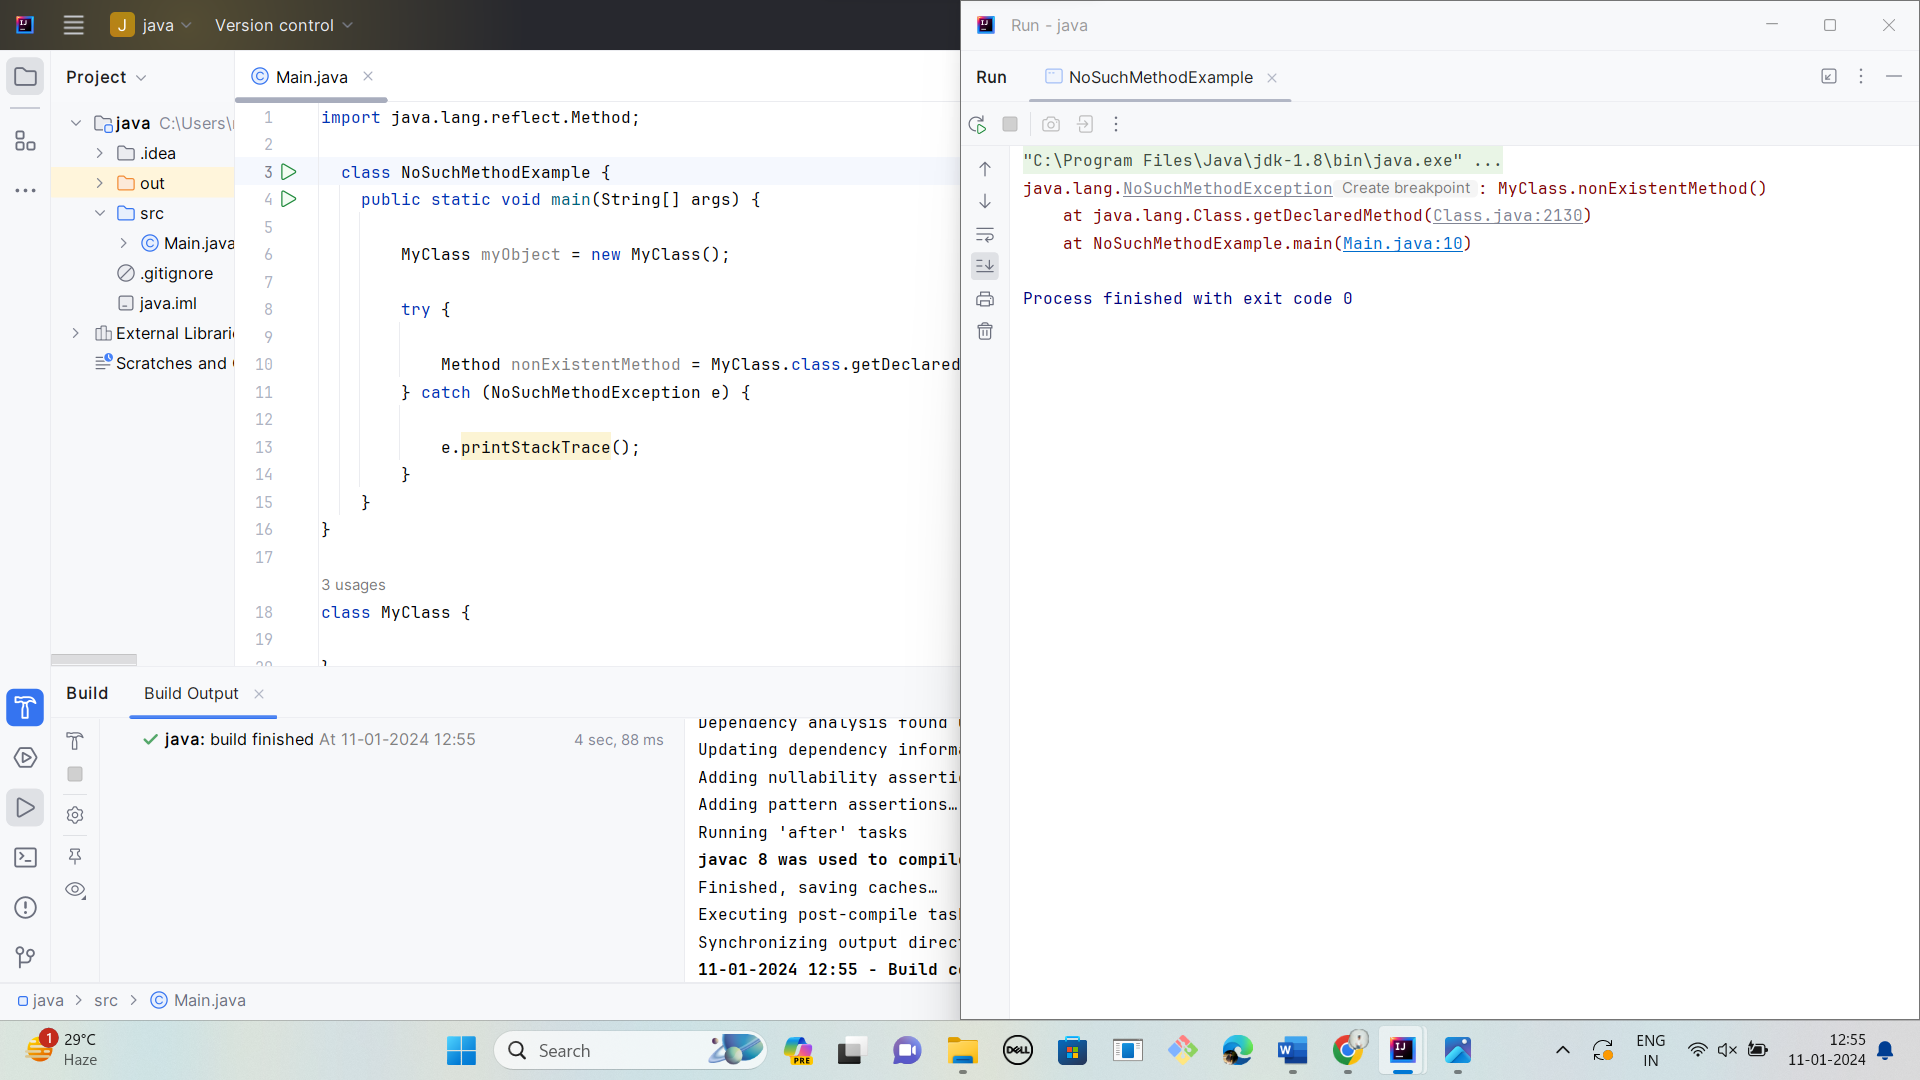 J java Version control
Project
Main.java
java C:\Users\
.idea
out
src
Main.java
.gitignore
java.iml
External Librari
Scratches and
1 import java.lang.reflect.Method;
2
3 class NoSuchMethodExample {
4 public static void main(String[] args) {
5
6 MyClass myObject = new MyClass();
7
8 try {
9
10 Method nonExistentMethod = MyClass.class.getDeclared
11 } catch (NoSuchMethodException e) {
12
13 e.printStackTrace();
14 }
15 }
16 }
17
3 usages
18 class MyClass {
19
20 }
Build Build Output
java: build finished At 11-01-2024 12:55 4 sec, 88 ms
Dependency analysis found
Updating dependency informa
Adding nullability asserti
Adding pattern assertions…
Running 'after' tasks
javac 8 was used to compile
Finished, saving caches…
Executing post-compile task
Synchronizing output direct
11-01-2024 12:55 - Build c
java > src > Main.java
Run - java
Run NoSuchMethodExample
"C:\Program Files\Java\jdk-1.8\bin\java.exe" ...
java.lang.NoSuchMethodException Create breakpoint : MyClass.nonExistentMethod()
at java.lang.Class.getDeclaredMethod(Class.java:2130)
at NoSuchMethodExample.main(Main.java:10)
Process finished with exit code 0
1
29°C
Haze
Search
PRE
DELL
W
ENG
IN
12:55
11-01-2024